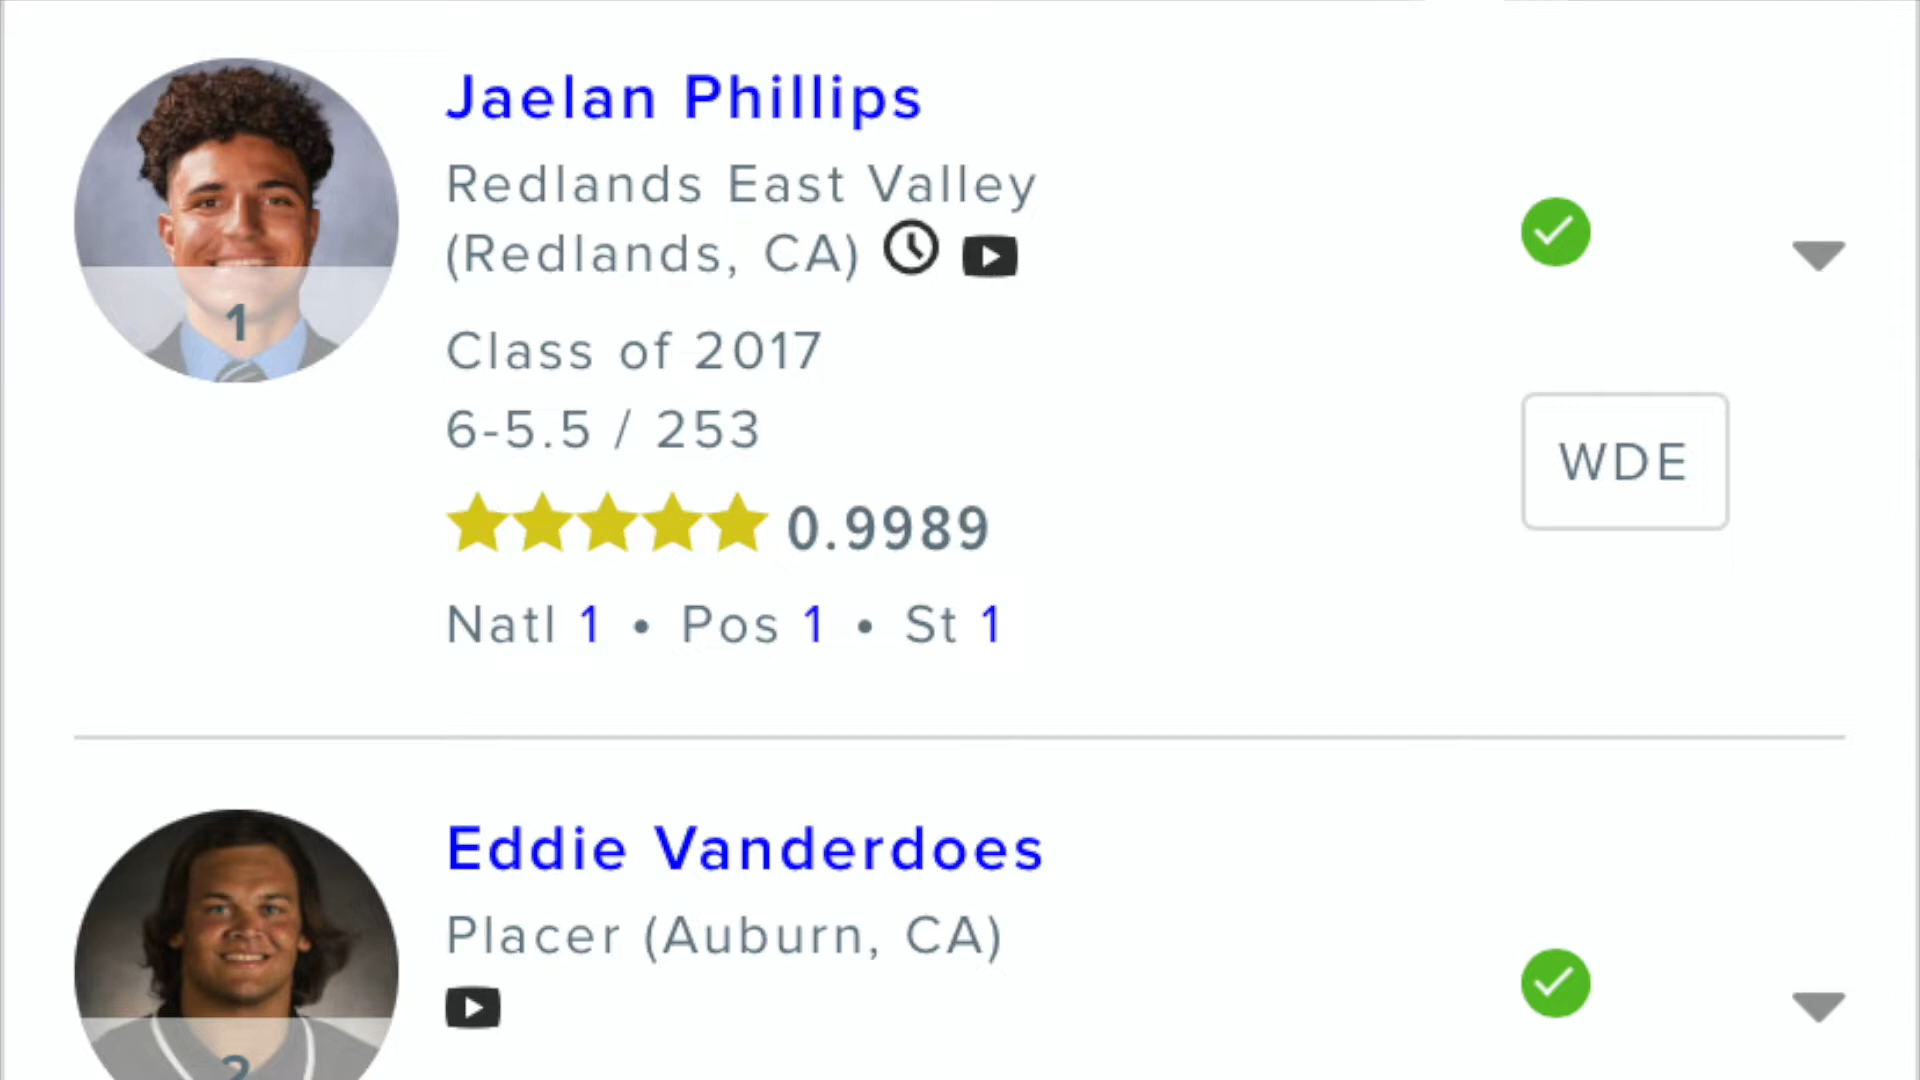 Jaelan Phillips
Redlands East Valley
(Redlands, CA)
1
Class of 2017
6-5.5 / 253
WDE
0.9989
Natl 1 • Pos 1 • St 1
Eddie Vanderdoes
Placer (Auburn, CA)
2